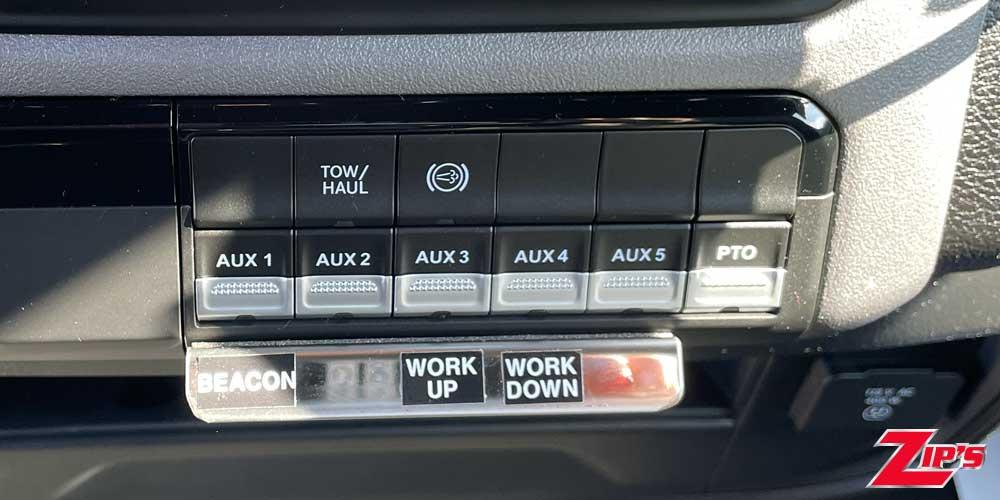 TOW/
HAUL
AUX 1
AUX 2
AUX 3
AUX 4
AUX 5
PTO
BEACON
WORK
UP
WORK
DOWN
ZIP'S